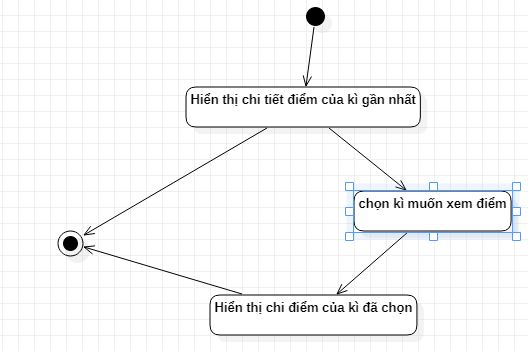 Hiển thị chi tiết điểm của kì gần nhất
chọn kì muốn xem điểm
Hiển thị chi điểm của kì đã chọn